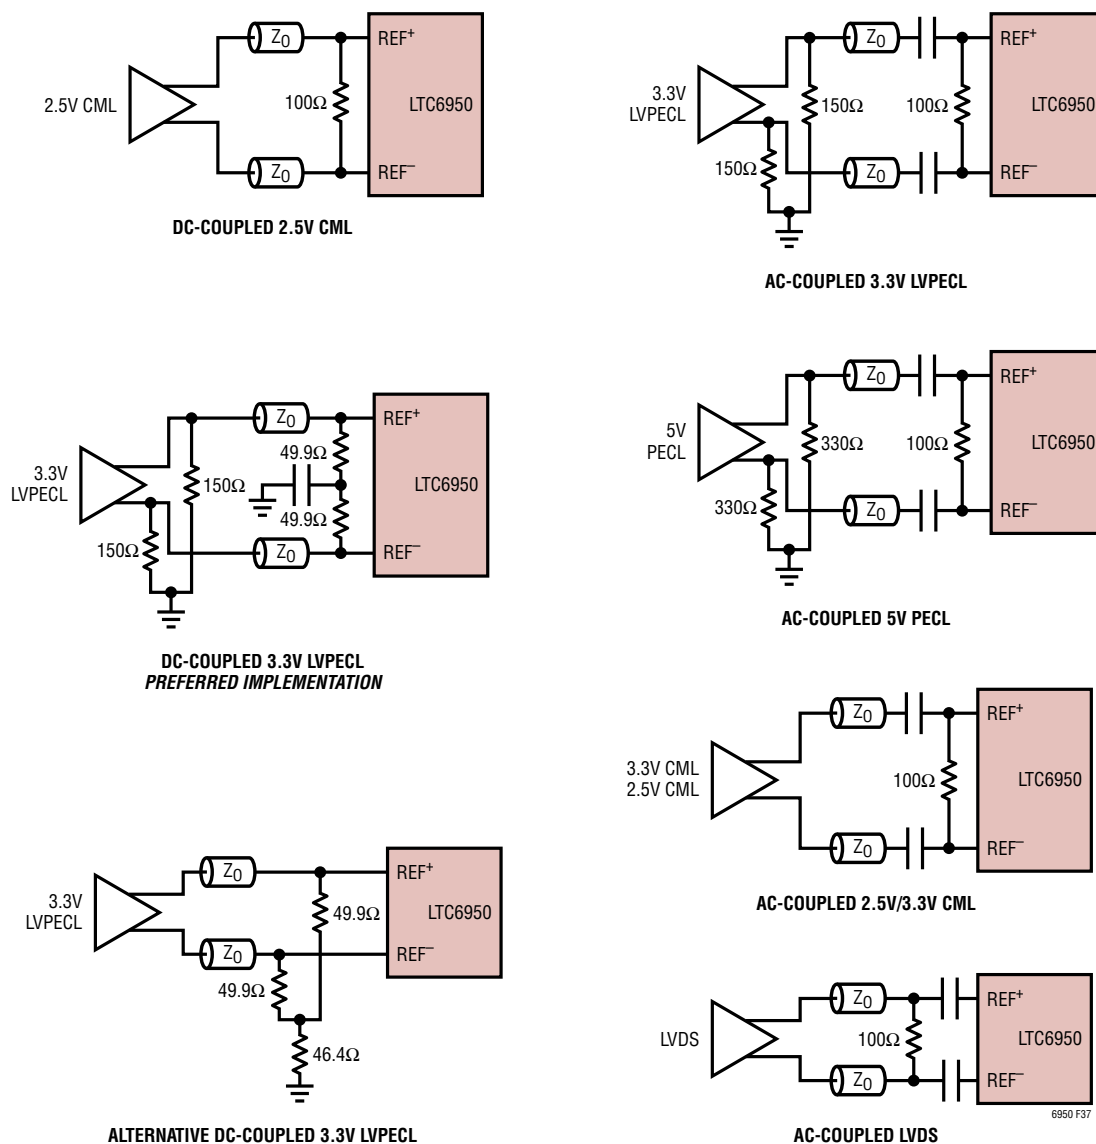 2.5V CML
Z0
Z0
100Ω
REF+
LTC6950
REF–
DC-COUPLED 2.5V CML
3.3V
LVPECL
150Ω
150Ω
Z0
Z0
49.9Ω
49.9Ω
REF+
LTC6950
REF–
DC-COUPLED 3.3V LVPECL
PREFERRED IMPLEMENTATION
3.3V
LVPECL
Z0
Z0
49.9Ω
49.9Ω
46.4Ω
REF+
LTC6950
REF–
ALTERNATIVE DC-COUPLED 3.3V LVPECL
3.3V
LVPECL
150Ω
150Ω
Z0
Z0
100Ω
REF+
LTC6950
REF–
AC-COUPLED 3.3V LVPECL
5V
PECL
330Ω
330Ω
Z0
Z0
100Ω
REF+
LTC6950
REF–
AC-COUPLED 5V PECL
3.3V CML
2.5V CML
Z0
Z0
100Ω
REF+
LTC6950
REF–
AC-COUPLED 2.5V/3.3V CML
LVDS
Z0
Z0
100Ω
REF+
LTC6950
REF–
6950 F37
AC-COUPLED LVDS